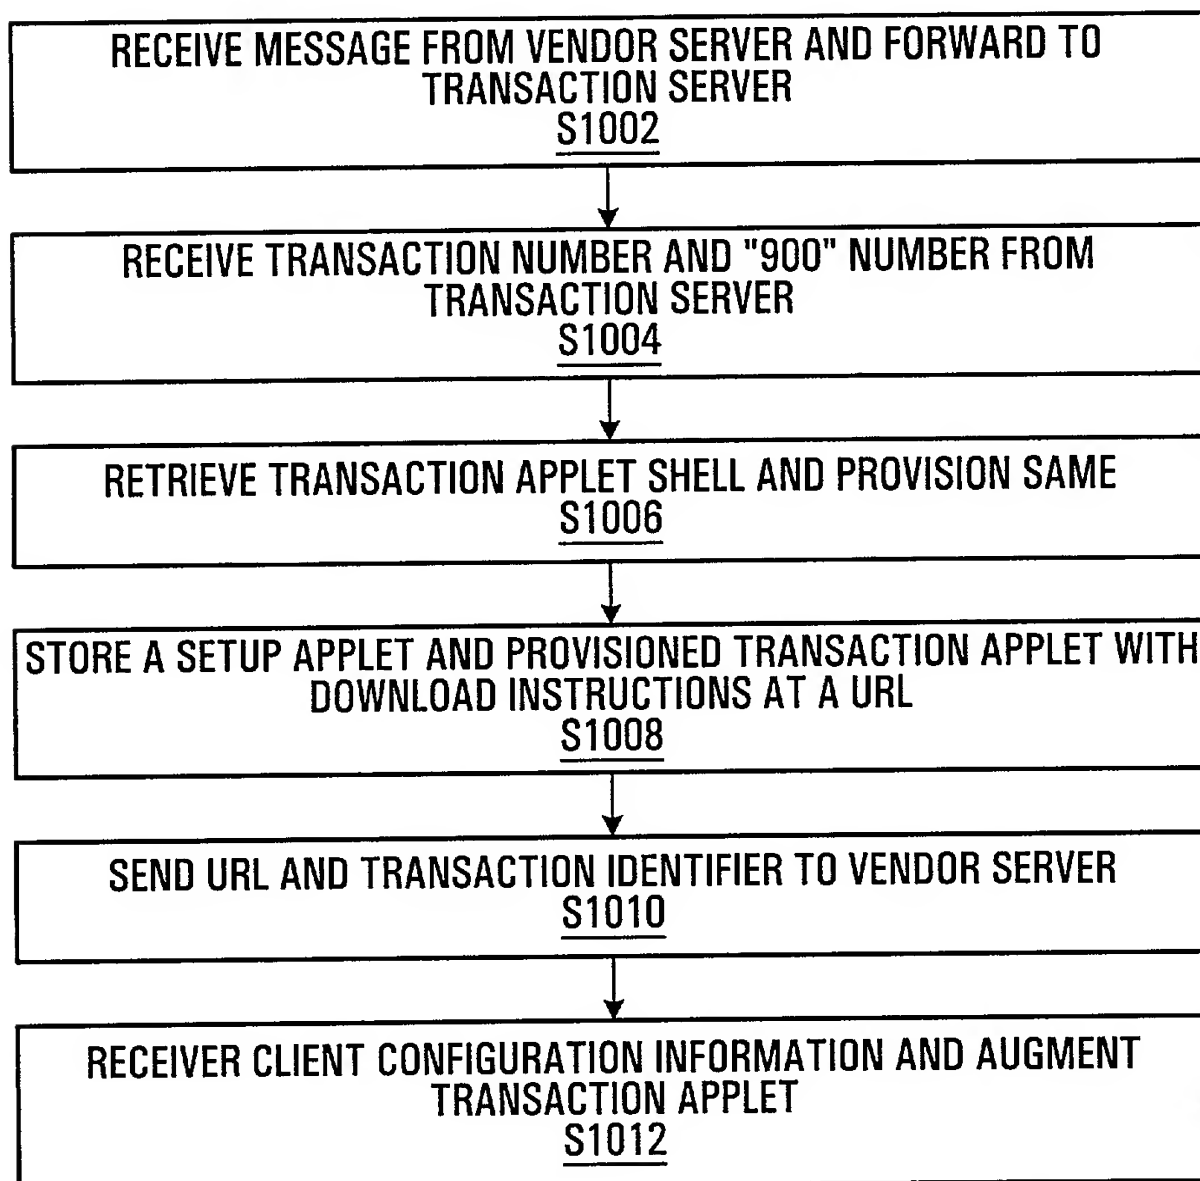 RECEIVE MESSAGE FROM VENDOR SERVER AND FORWARD TO
TRANSACTION SERVER
S1002
RECEIVE TRANSACTION NUMBER AND "900" NUMBER FROM
TRANSACTION SERVER
S1004
RETRIEVE TRANSACTION APPLET SHELL AND PROVISION SAME
S1006
STORE A SETUP APPLET AND PROVISIONED TRANSACTION APPLET WITH
DOWNLOAD INSTRUCTIONS AT A URL
S1008
SEND URL AND TRANSACTION IDENTIFIER TO VENDOR SERVER
S1010
RECEIVER CLIENT CONFIGURATION INFORMATION AND AUGMENT
TRANSACTION APPLET
S1012